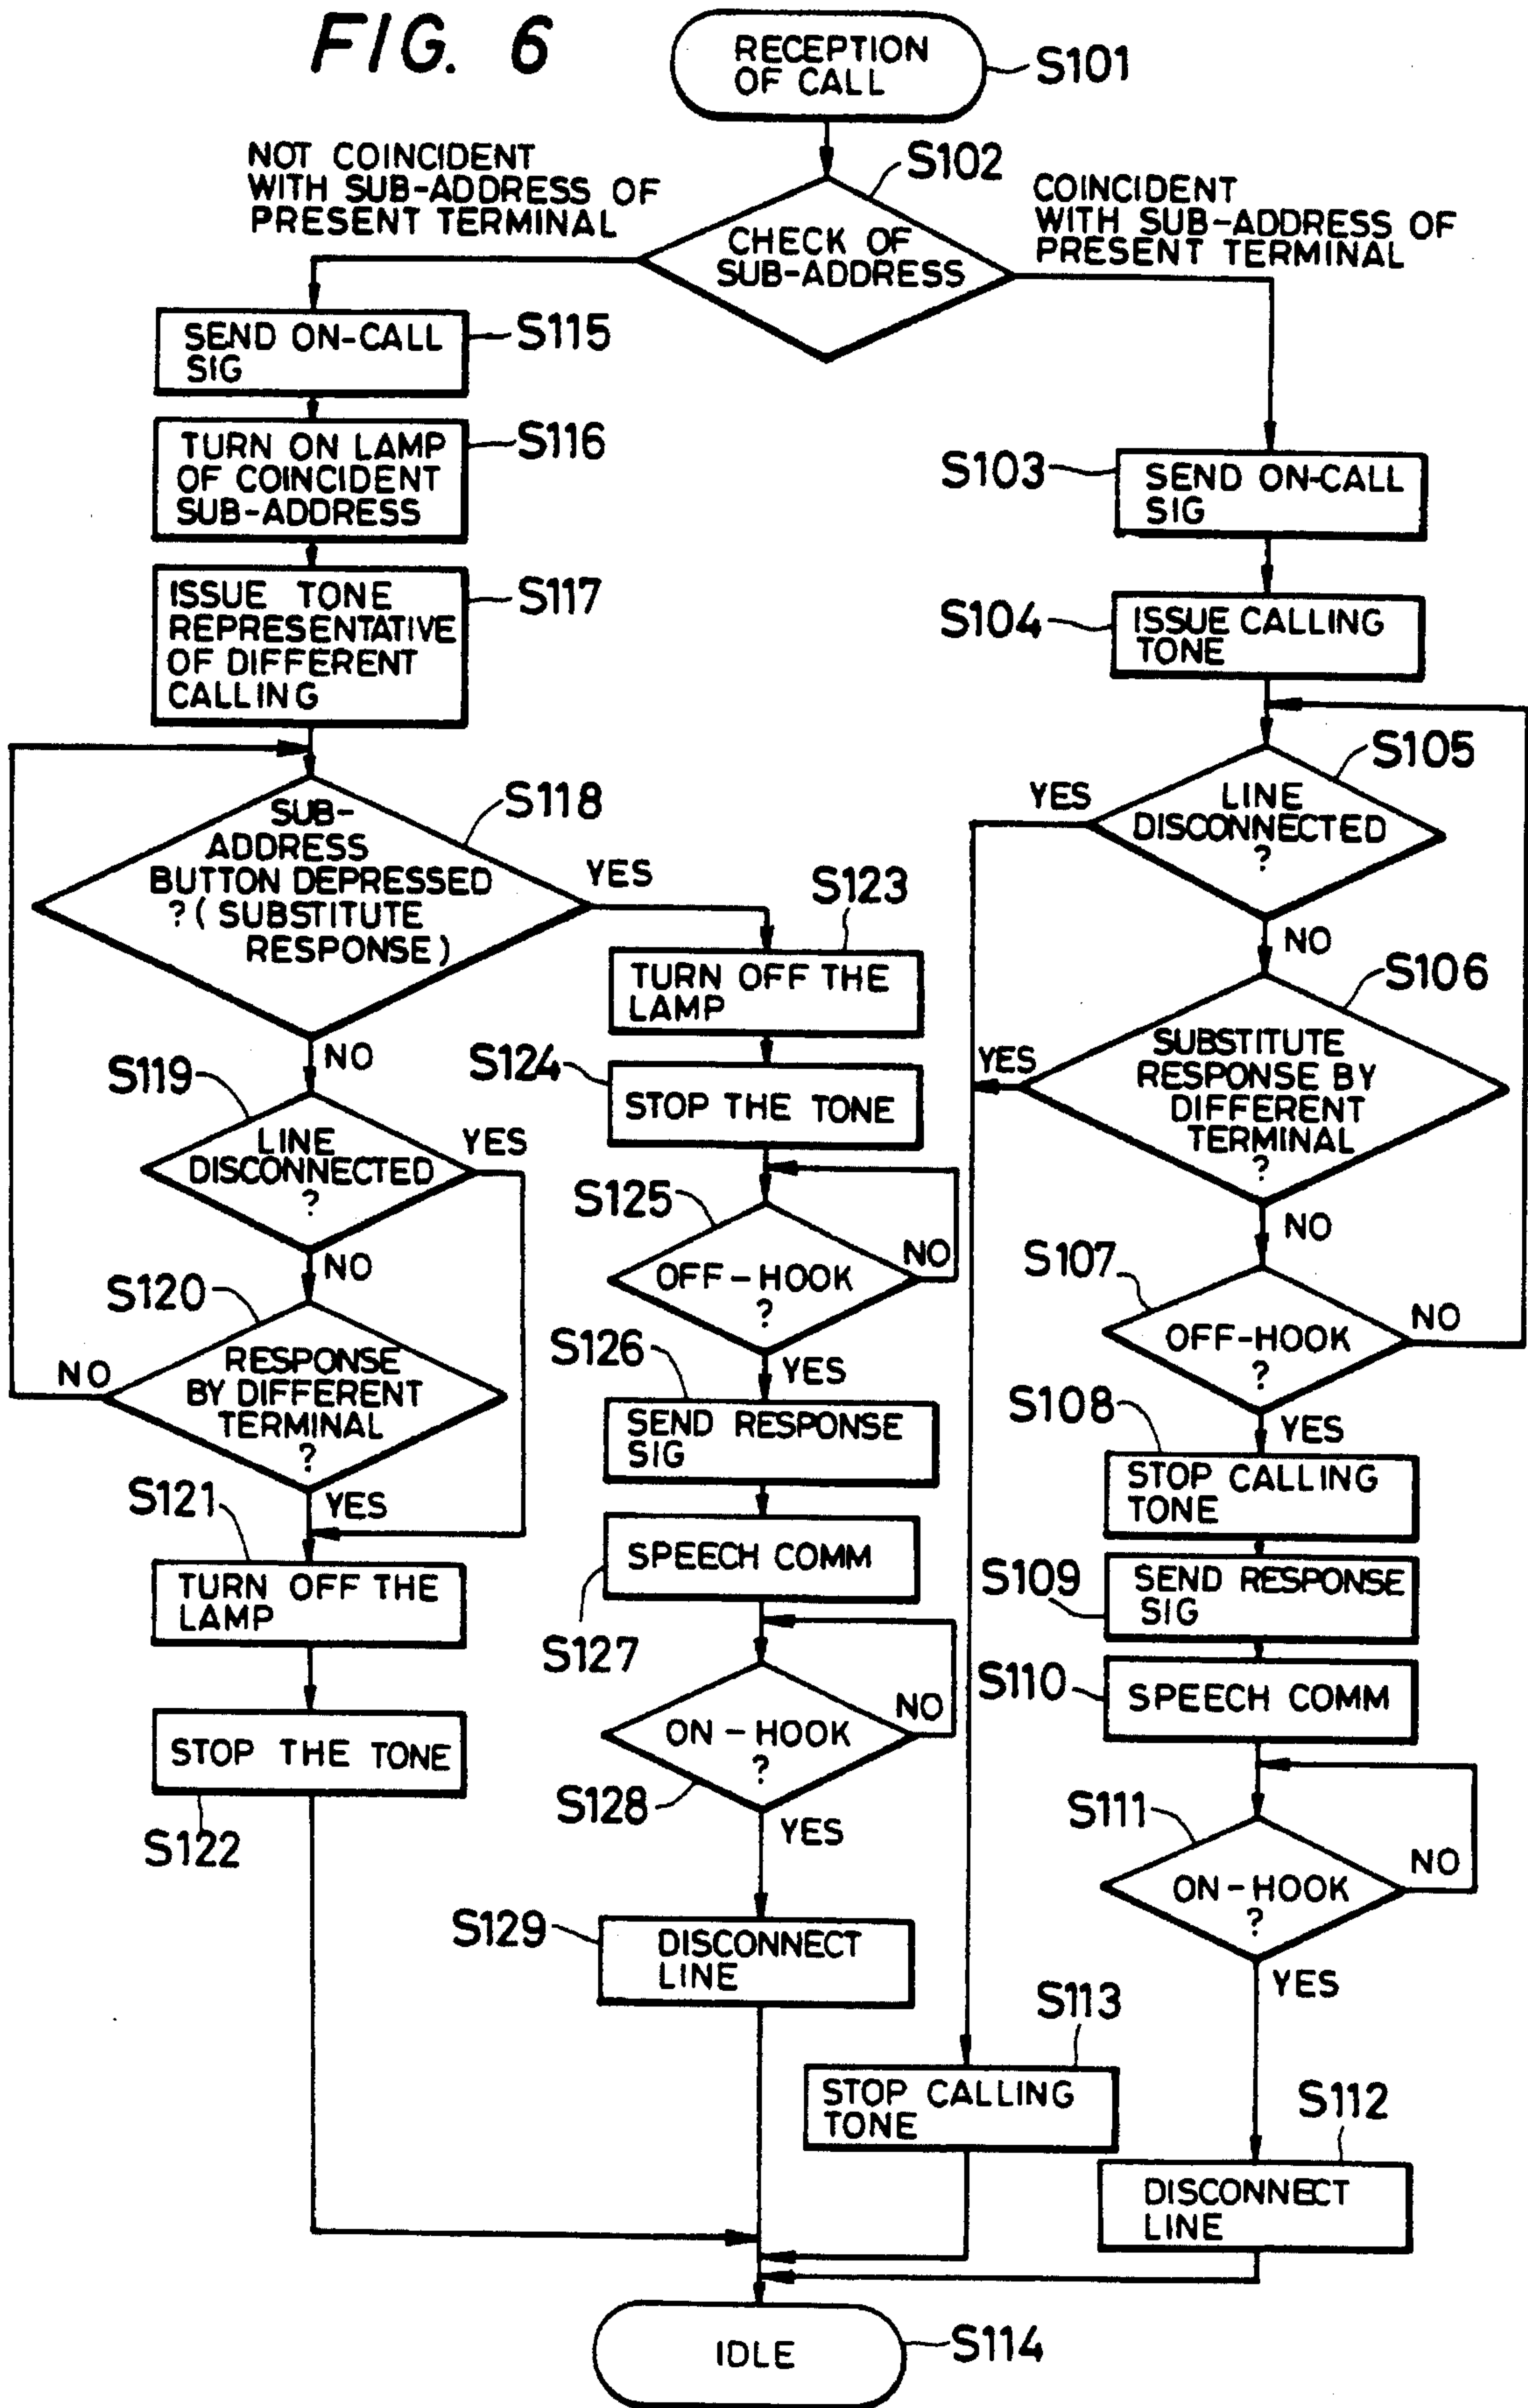 FIG. 6
RECEPTION
OF CALL
S101
NOT COINCIDENT
WITH SUB-ADDRESS OF
PRESENT TERMINAL
S102
CHECK OF
SUB-ADDRESS
COINCIDENT
WITH SUB-ADDRESS OF
PRESENT TERMINAL
SEND ON-CALL
SIG
S115
TURN ON LAMP
OF COINCIDENT
SUB-ADDRESS
S116
ISSUE TONE
REPRESENTATIVE
OF DIFFERENT
CALLING
S117
SUB-
ADDRESS
BUTTON DEPRESSED
? (SUBSTITUTE
RESPONSE)
S118
YES
NO
S119
LINE
DISCONNECTED
?
YES
NO
S120
RESPONSE
BY DIFFERENT
TERMINAL
?
NO
YES
S121
TURN OFF THE
LAMP
STOP THE TONE
S122
S123
TURN OFF THE
LAMP
S124
STOP THE TONE
S125
OFF-HOOK
?
NO
YES
S126
SEND RESPONSE
SIG
SPEECH COMM
S127
ON-HOOK
?
NO
S128
YES
S129
DISCONNECT
LINE
S103
SEND ON-CALL
SIG
S104
ISSUE CALLING
TONE
S105
LINE
DISCONNECTED
?
YES
NO
S106
SUBSTITUTE
RESPONSE BY
DIFFERENT
TERMINAL
?
YES
NO
S107
OFF-HOOK
?
NO
YES
S108
STOP CALLING
TONE
S109
SEND RESPONSE
SIG
S110
SPEECH COMM
S111
ON-HOOK
?
NO
YES
S113
STOP CALLING
TONE
S112
DISCONNECT
LINE
IDLE
S114